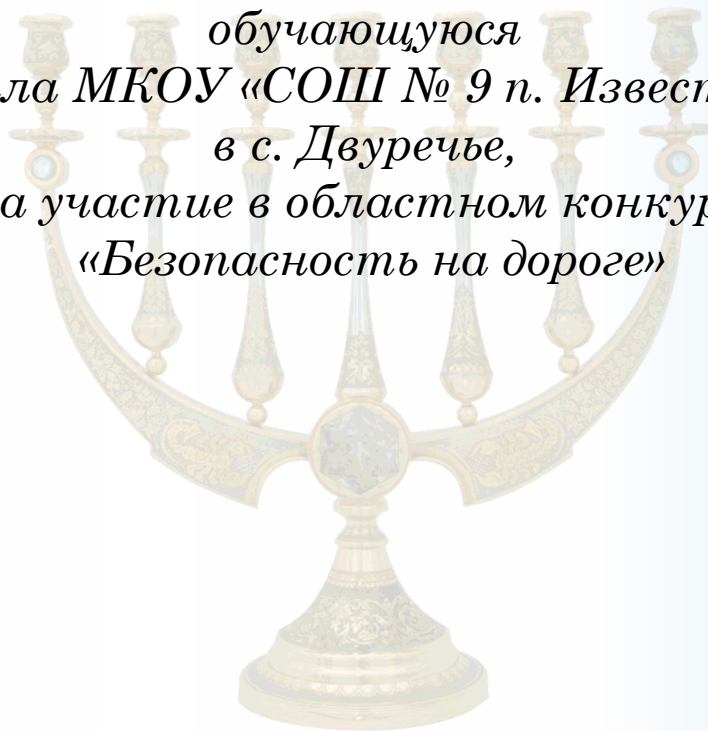 обучающуюся
ла МКОУ «СОШ № 9 п. Извест
в с. Двуречье,
а участие в областном конкур
«Безопасность на дороге»